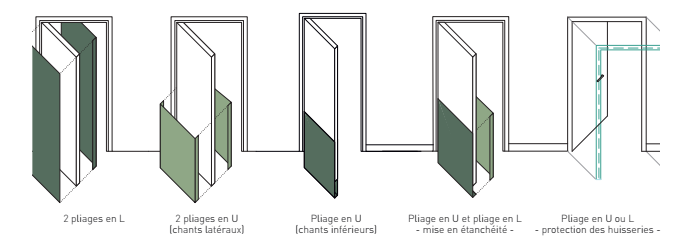 2 pliages en L
2 pliages en U
(chants latéraux)
Pliage en U
(chants inférieurs)
Pliage en U et pliage en L
- mise en étanchéité -
Pliage en U ou L
- protection des huisseries -